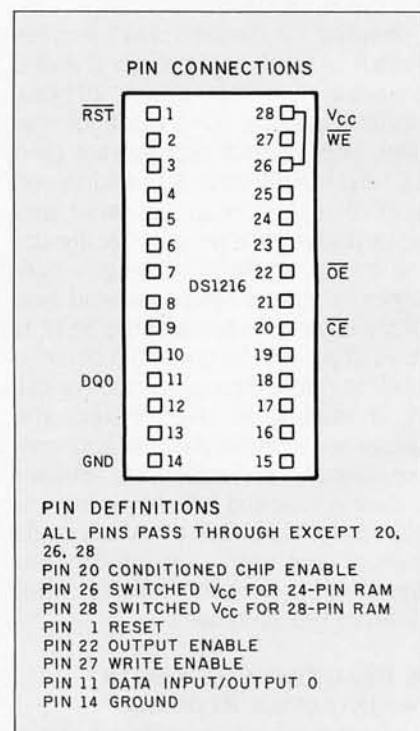 PIN CONNECTIONS
RST 1 28 VCC
2 27 WE
3 26
4 25
5 24
6 23
7 22 OE
DS1216
8 21
9 20 CE
10 19
DQ0 11 18
12 17
13 16
GND 14 15
PIN DEFINITIONS
ALL PINS PASS THROUGH EXCEPT 20,
26, 28
PIN 20 CONDITIONED CHIP ENABLE
PIN 26 SWITCHED VCC FOR 24-PIN RAM
PIN 28 SWITCHED VCC FOR 28-PIN RAM
PIN 1 RESET
PIN 22 OUTPUT ENABLE
PIN 27 WRITE ENABLE
PIN 11 DATA INPUT/OUTPUT 0
PIN 14 GROUND